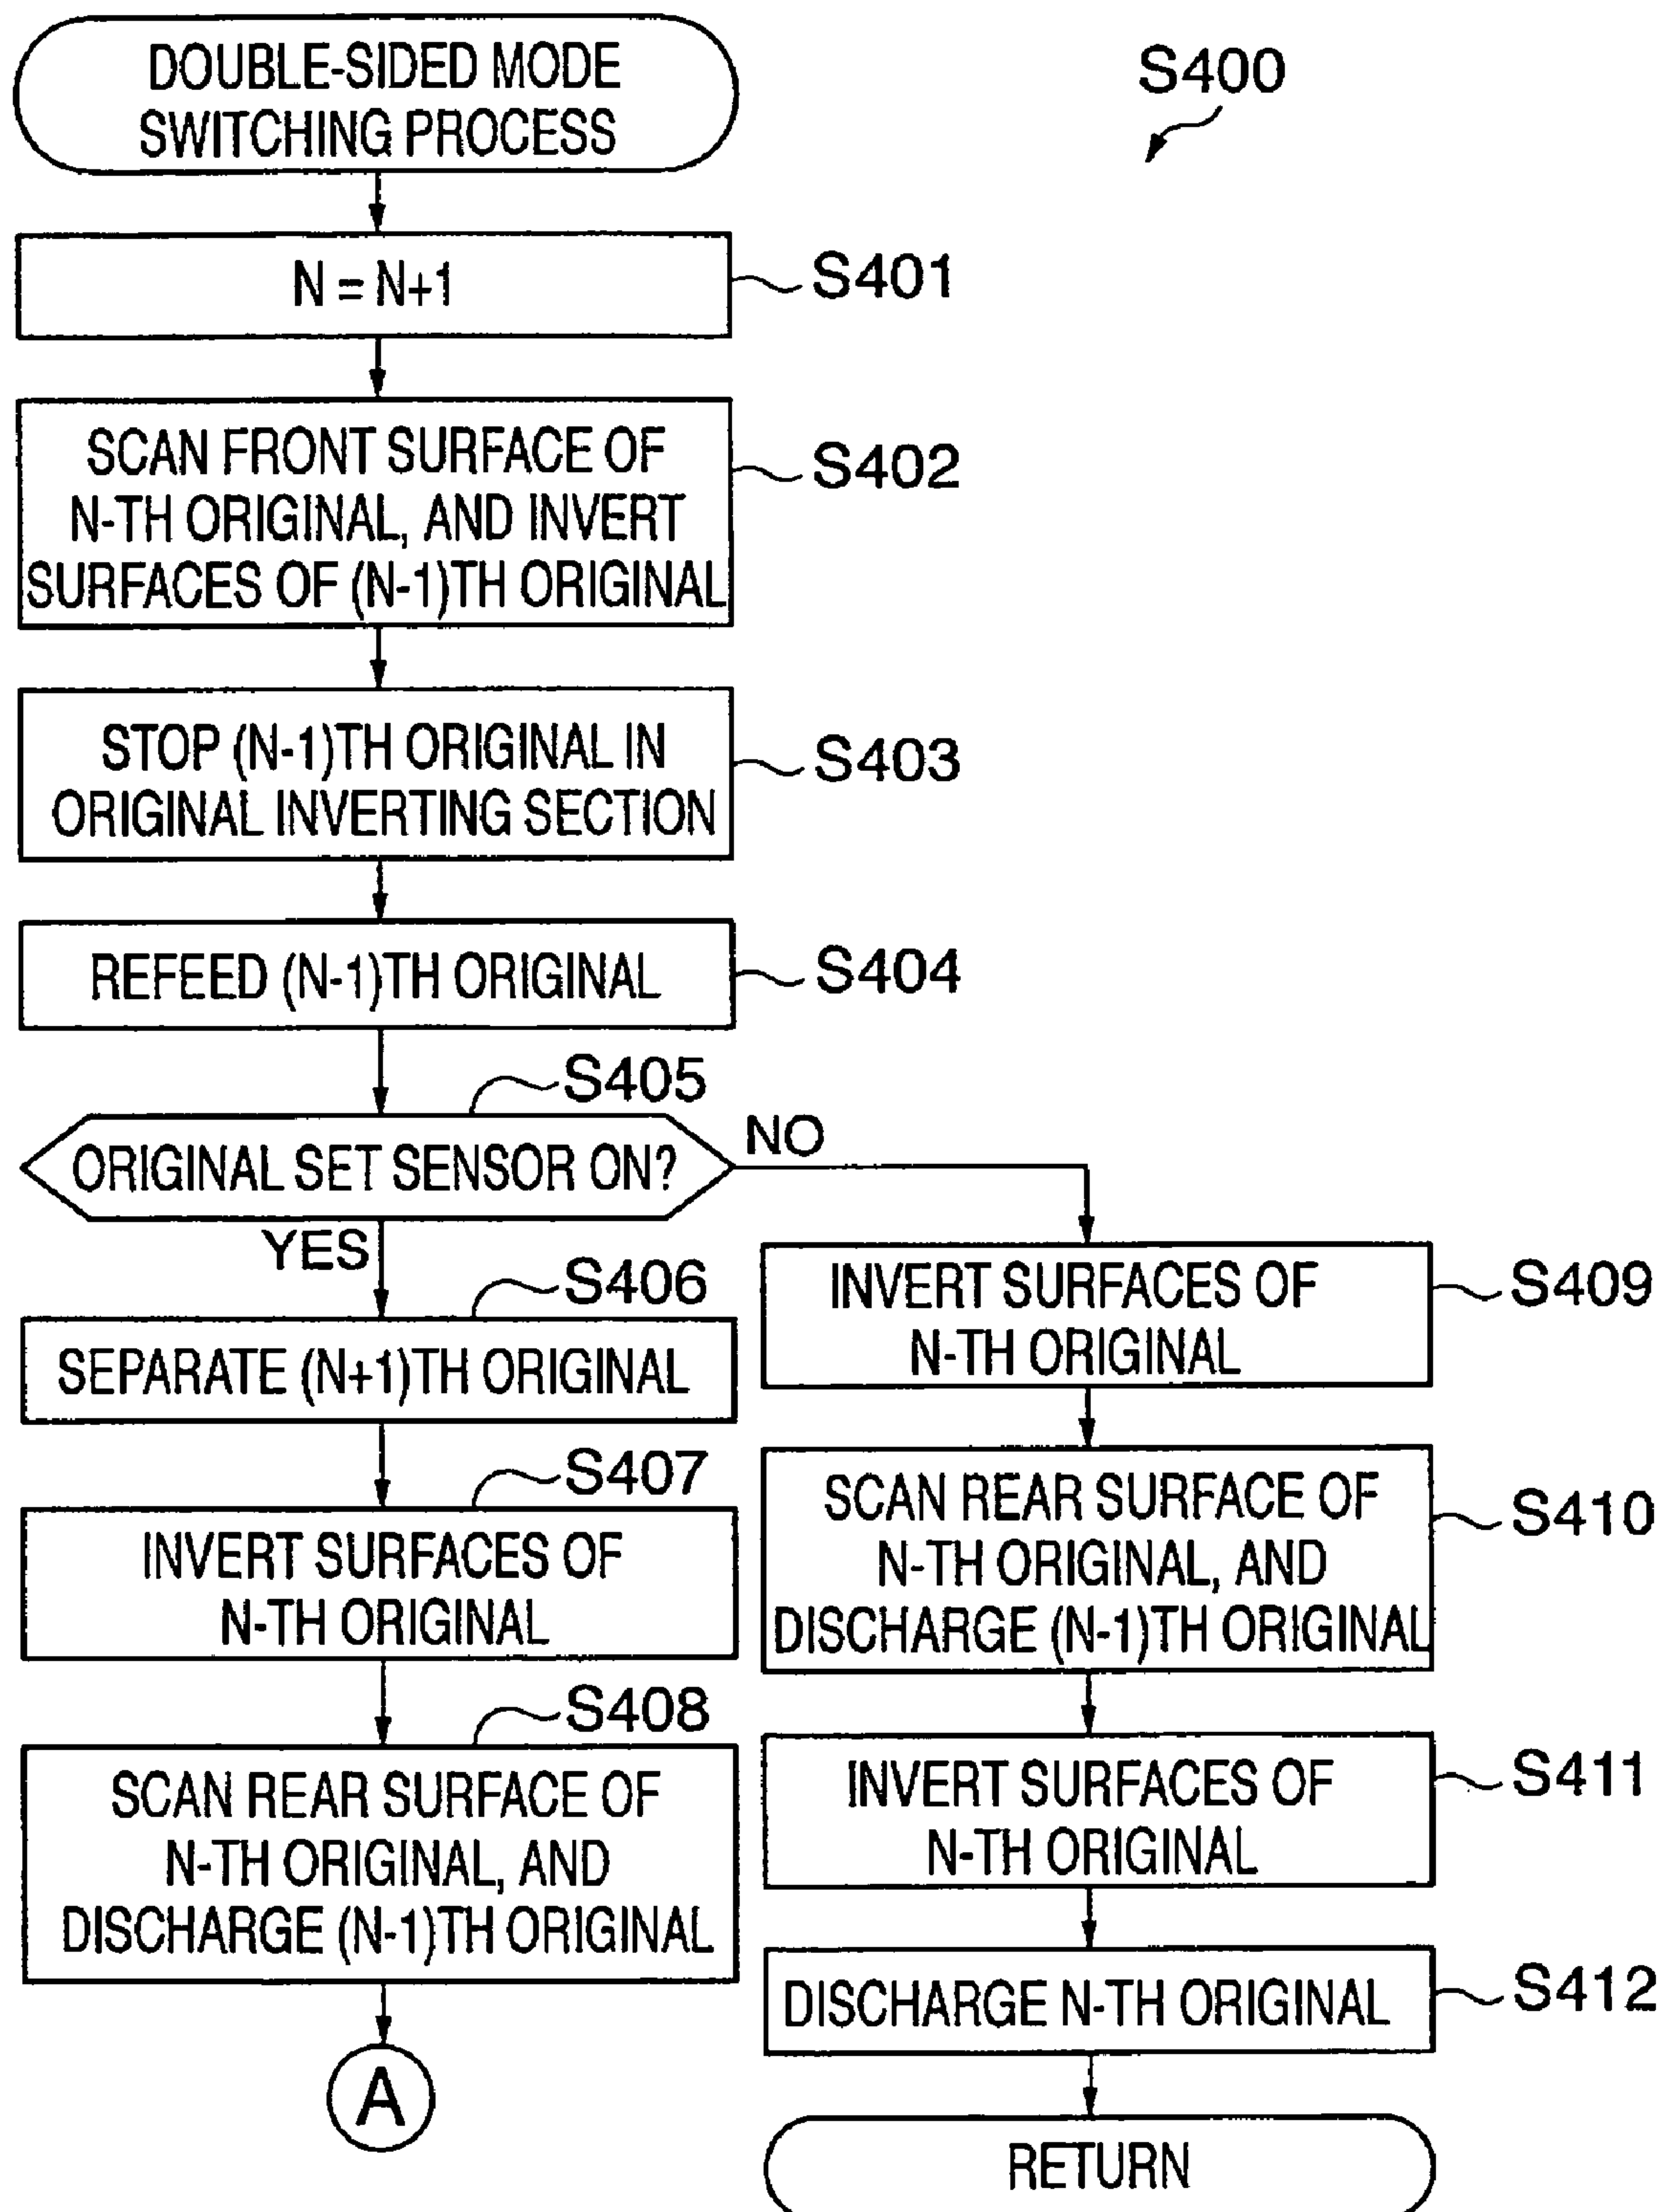 DOUBLE-SIDED MODE
SWITCHING PROCESS
S400
N = N+1
S401
SCAN FRONT SURFACE OF
N-TH ORIGINAL, AND INVERT
SURFACES OF (N-1)TH ORIGINAL
S402
STOP (N-1)TH ORIGINAL IN
ORIGINAL INVERTING SECTION
S403
REFEED (N-1)TH ORIGINAL
S404
S405
ORIGINAL SET SENSOR ON?
NO
YES
S406
SEPARATE (N+1)TH ORIGINAL
S407
INVERT SURFACES OF
N-TH ORIGINAL
S408
SCAN REAR SURFACE OF
N-TH ORIGINAL, AND
DISCHARGE (N-1)TH ORIGINAL
A
INVERT SURFACES OF
N-TH ORIGINAL
S409
SCAN REAR SURFACE OF
N-TH ORIGINAL, AND
DISCHARGE (N-1)TH ORIGINAL
S410
INVERT SURFACES OF
N-TH ORIGINAL
S411
DISCHARGE N-TH ORIGINAL
S412
RETURN